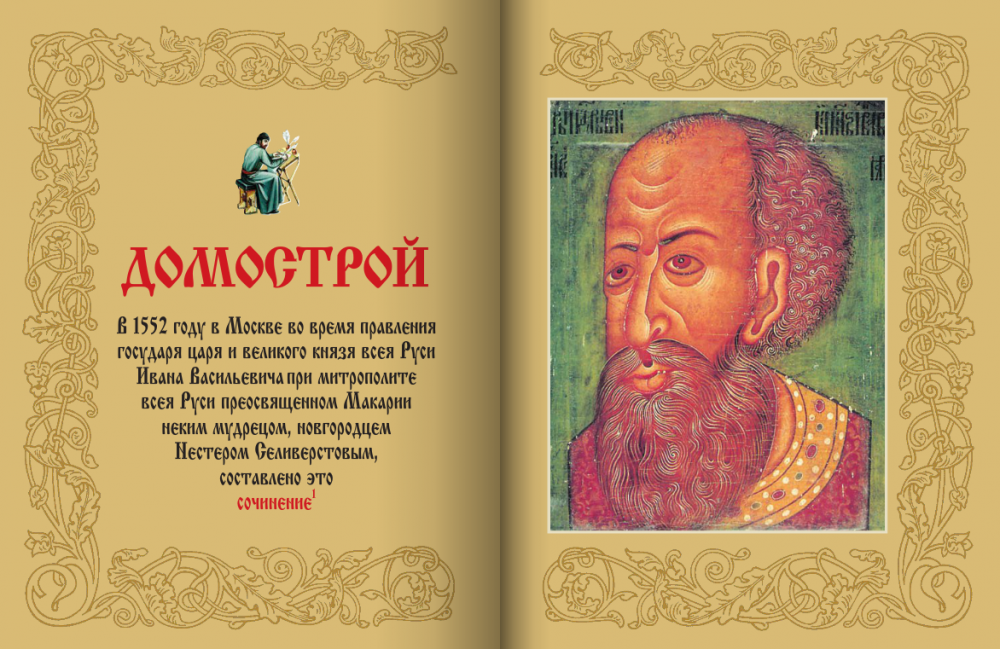 ДОМОСТРОЙ
В 1552 году в Москве во время правления
государя царя и великого князя всея Руси
Ивана Васильевича при митрополите
всея Руси преосвященном Макарии
неким мудрецом, новгородцем
Нестером Селиверстовым,
составлено это
сочинение¹